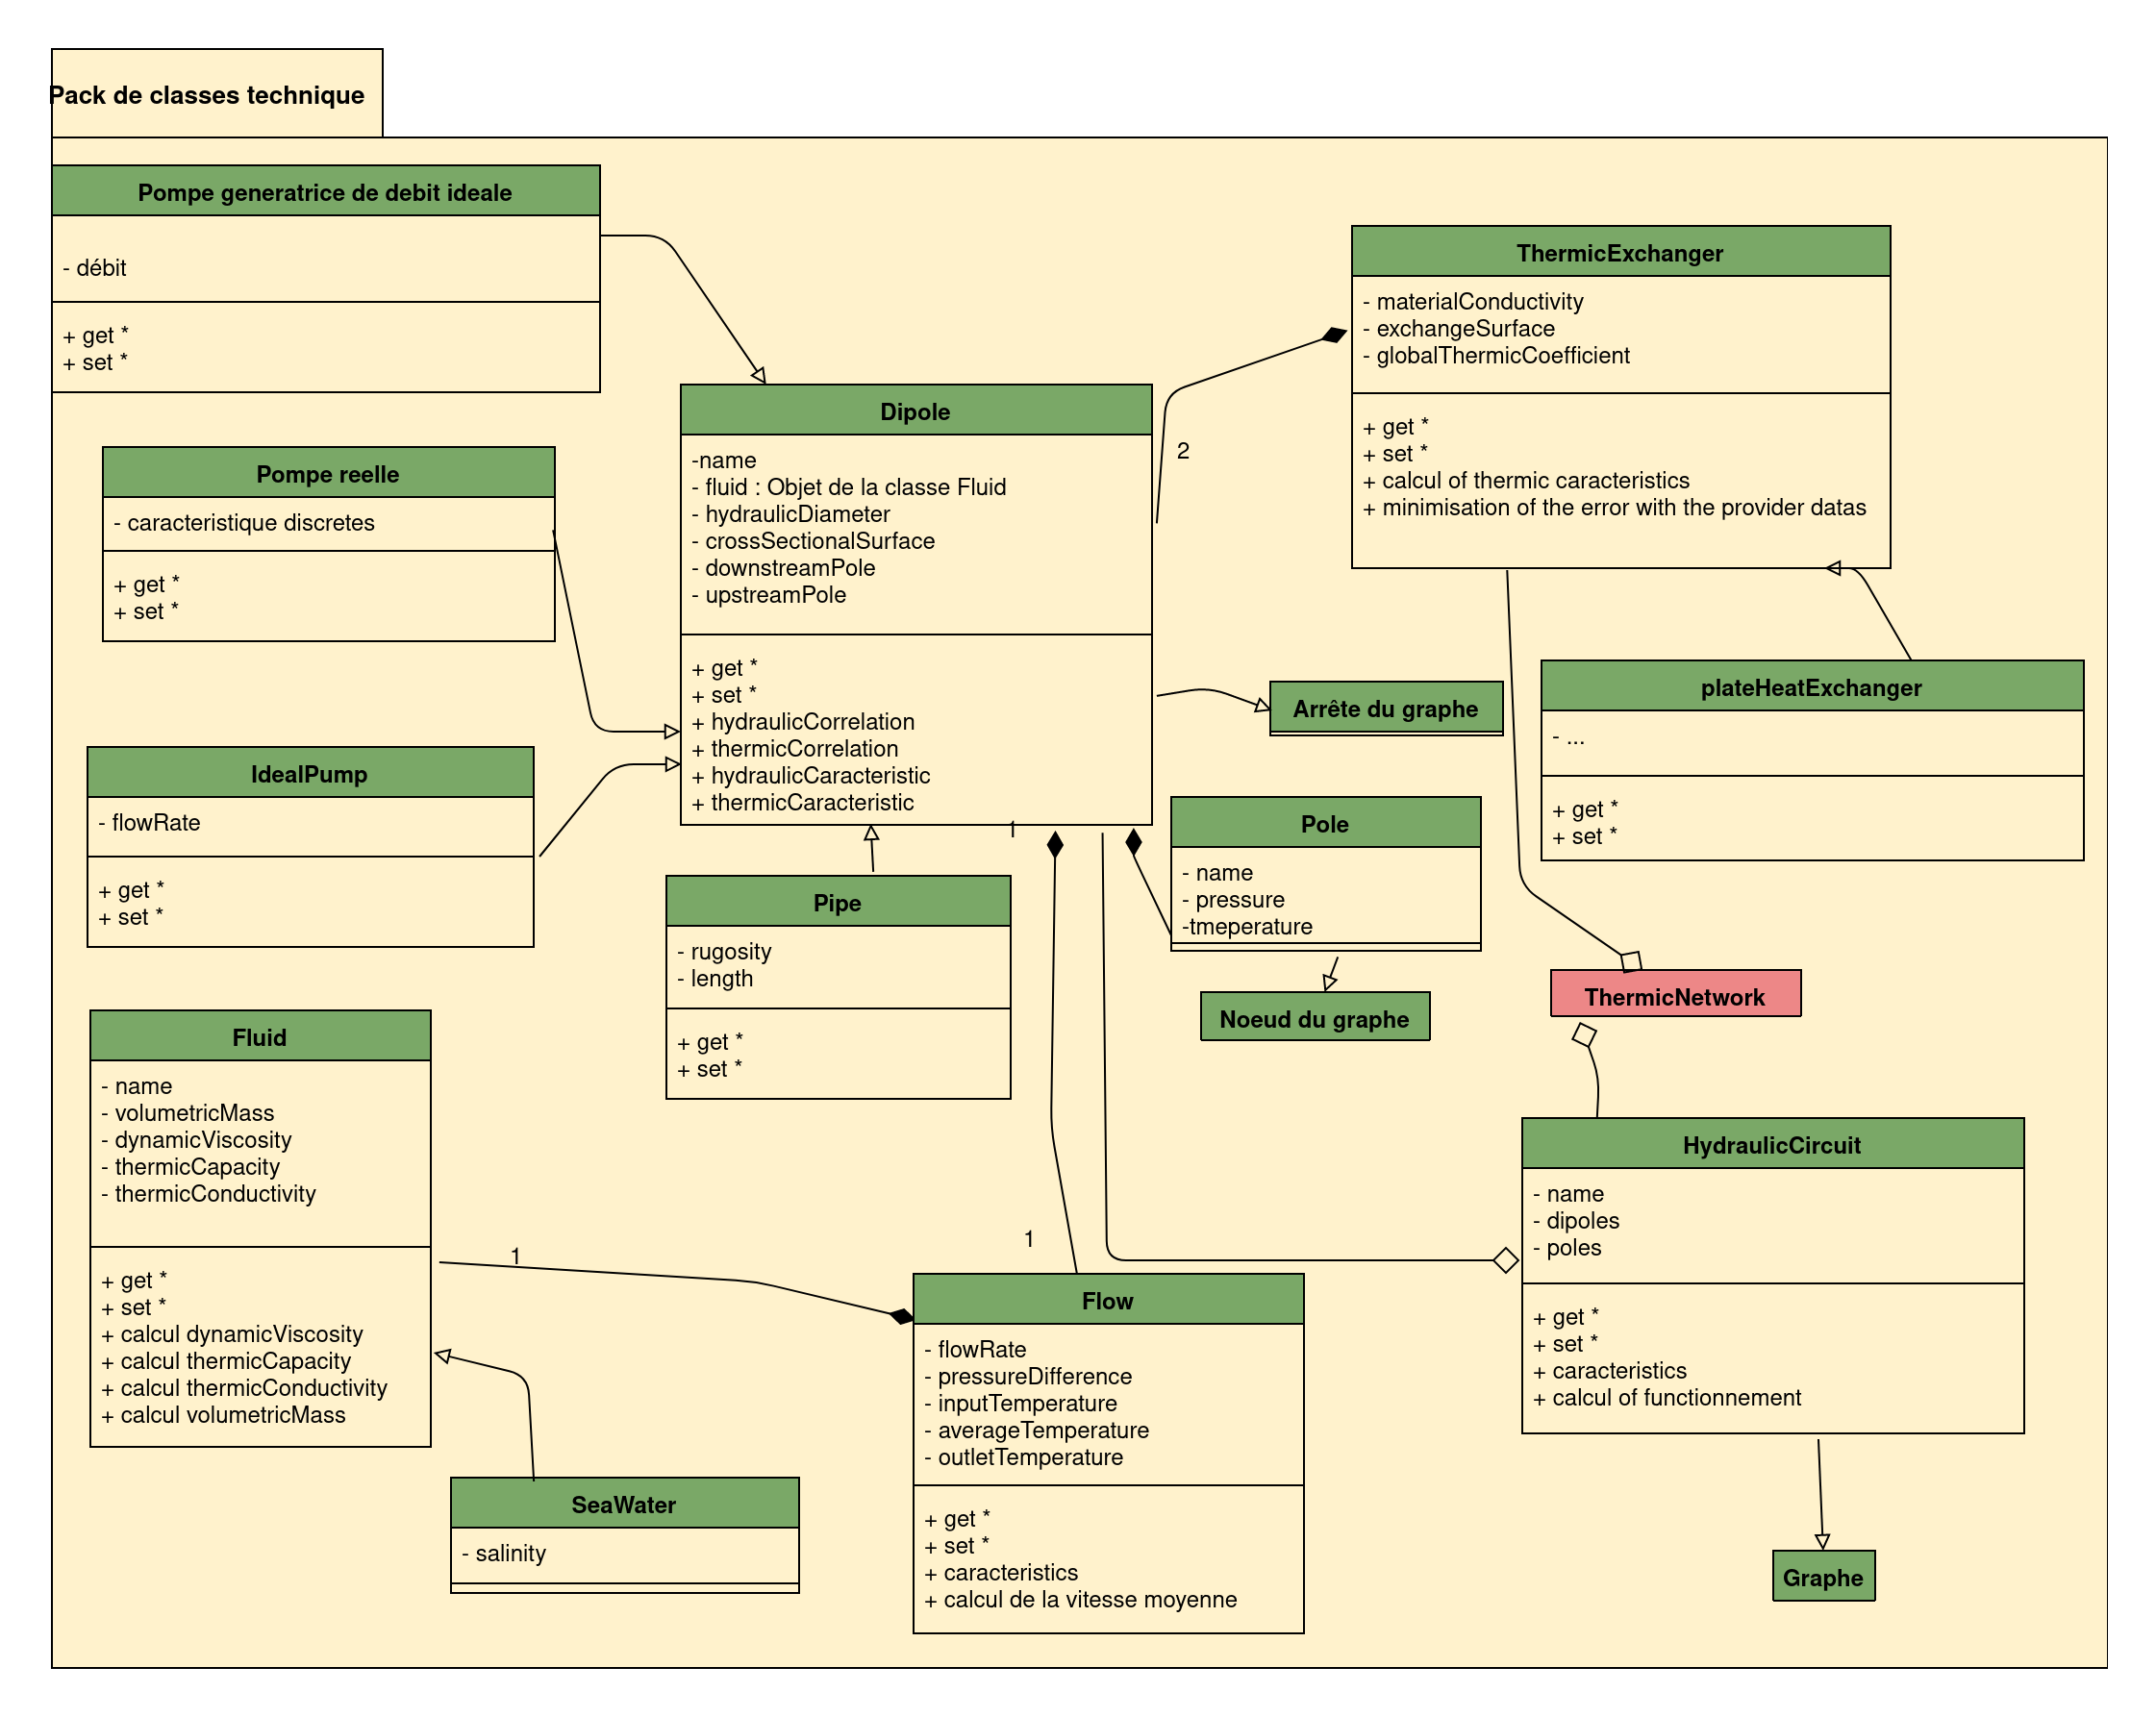 Pack de classes technique
Pompe generatrice de debit ideale
- débit
+ get *
+ set *
ThermicExchanger
- materialConductivity
- exchangeSurface
- globalThermicCoefficient
+ get *
+ set *
+ calcul of thermic caracteristics
+ minimisation of the error with the provider datas
Dipole
-name
- fluid : Objet de la classe Fluid
- hydraulicDiameter
- crossSectionalSurface
- downstreamPole
- upstreamPole
+ get *
+ set *
+ hydraulicCorrelation
+ thermicCorrelation
+ hydraulicCaracteristic
+ thermicCaracteristic
2
Pompe reelle
- caracteristique discretes
+ get *
+ set *
Arrête du graphe
plateHeatExchanger
- ...
+ get *
+ set *
IdealPump
- flowRate
+ get *
+ set *
1
Pole
- name
- pressure
-tmeperature
Pipe
- rugosity
- length
+ get *
+ set *
Noeud du graphe
ThermicNetwork
Fluid
- name
- volumetricMass
- dynamicViscosity
- thermicCapacity
- thermicConductivity
+ get *
+ set *
+ calcul dynamicViscosity
+ calcul thermicCapacity
+ calcul thermicConductivity
+ calcul volumetricMass
1
1
HydraulicCircuit
- name
- dipoles
- poles
+ get *
+ set *
+ caracteristics
+ calcul of functionnement
Flow
- flowRate
- pressureDifference
- inputTemperature
- averageTemperature
- outletTemperature
+ get *
+ set *
+ caracteristics
+ calcul de la vitesse moyenne
SeaWater
- salinity
Graphe